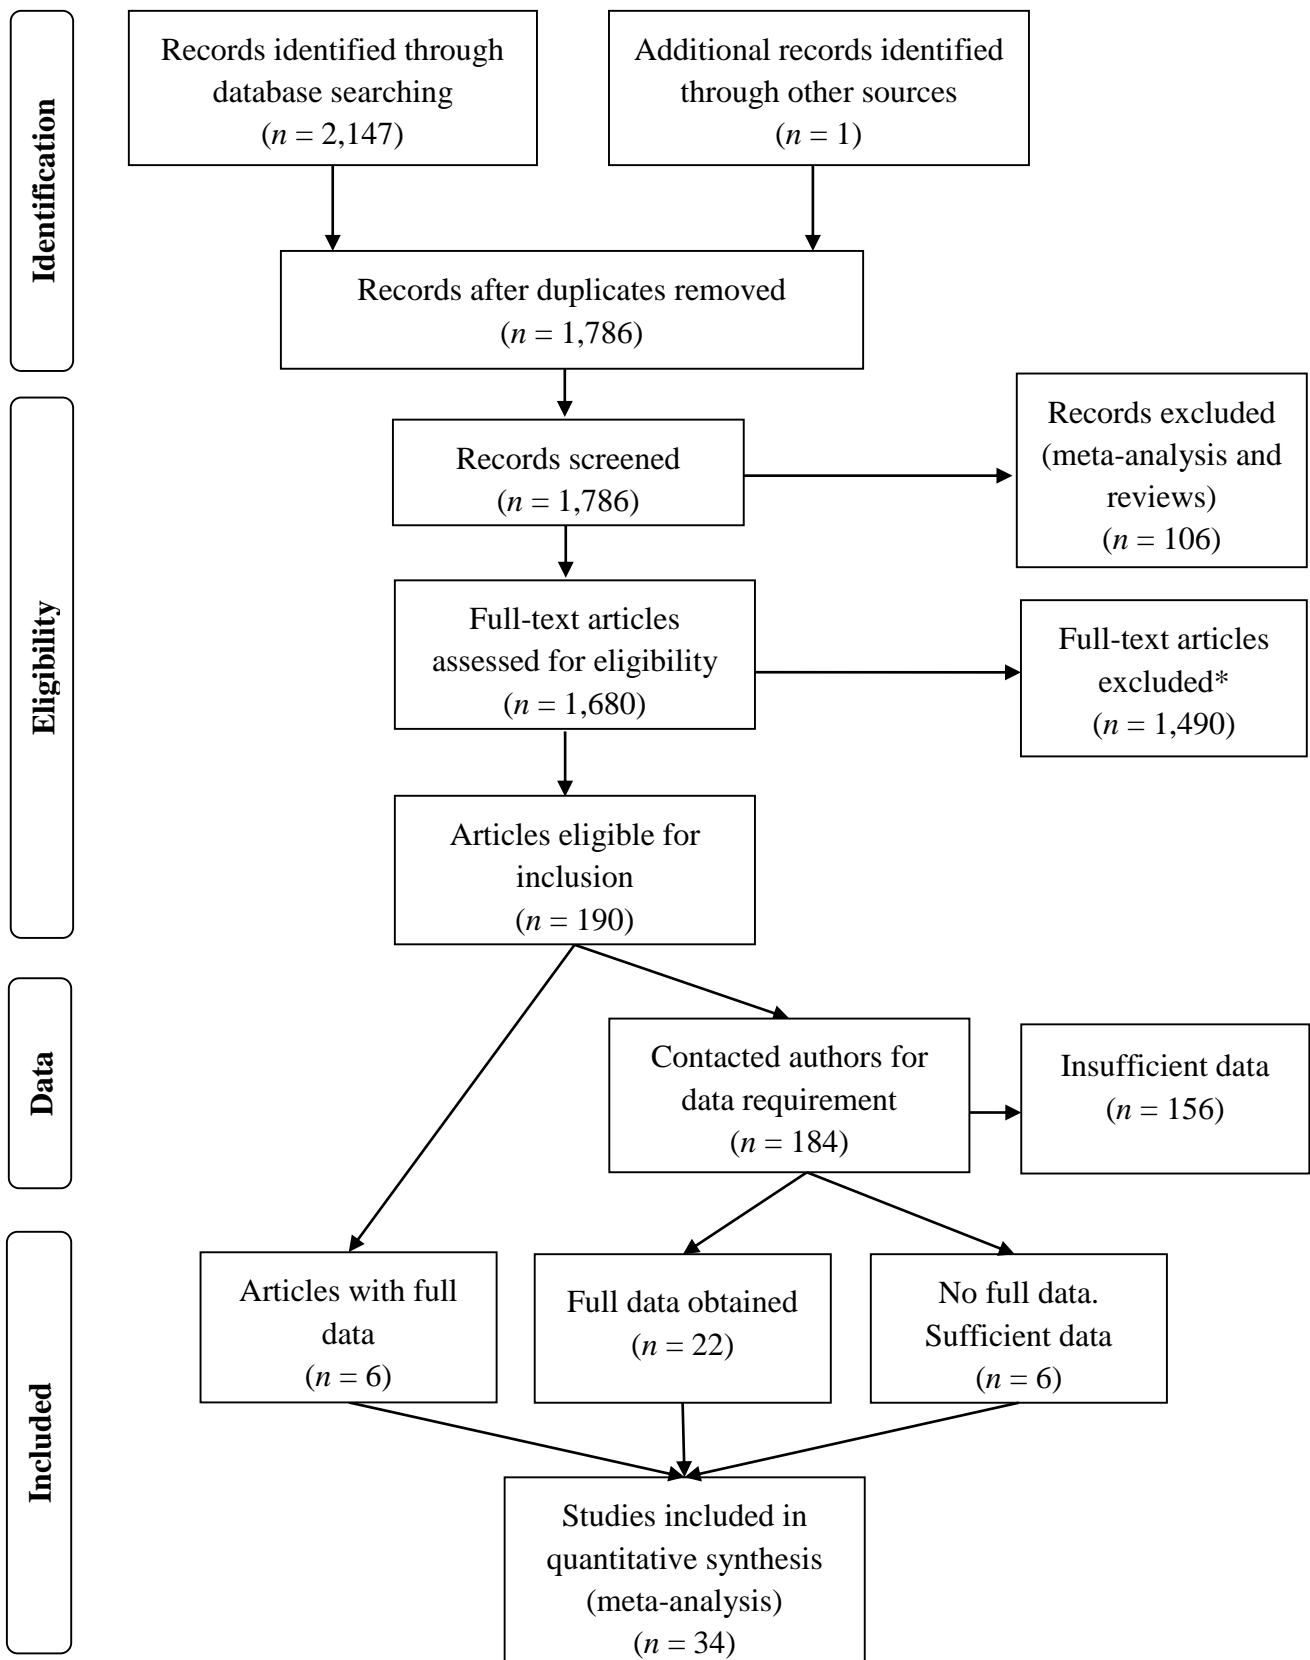 Identification
Records identified through
database searching
(n = 2,147)
Additional records identified
through other sources
(n = 1)
Records after duplicates removed
(n = 1,786)
Eligibility
Records screened
(n = 1,786)
Records excluded
(meta-analysis and
reviews)
(n = 106)
Full-text articles
assessed for eligibility
(n = 1,680)
Full-text articles
excluded*
(n = 1,490)
Articles eligible for
inclusion
(n = 190)
Data
Contacted authors for
data requirement
(n = 184)
Insufficient data
(n = 156)
Included
Articles with full
data
(n = 6)
Full data obtained
(n = 22)
No full data.
Sufficient data
(n = 6)
Studies included in
quantitative synthesis
(meta-analysis)
(n = 34)